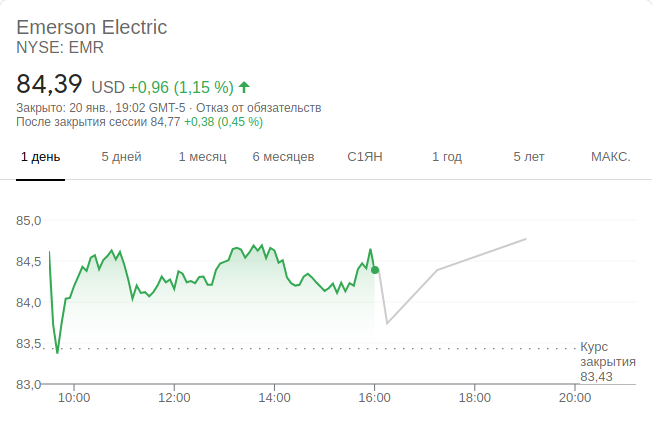 Emerson Electric
NYSE: EMR
84,39 USD +0,96 (1,15 %)
Закрыто: 20 янв., 19:02 GMT-5 · Отказ от обязательств
После закрытия сессии 84,77 +0,38 (0,45 %)
1 день 5 дней 1 месяц 6 месяцев С1ЯН 1 год 5 лет МАКС.
85,0
84,5
84,0
83,5
83,0
Курс
закрытия
83,43
10:00 12:00 14:00 16:00 18:00 20:00